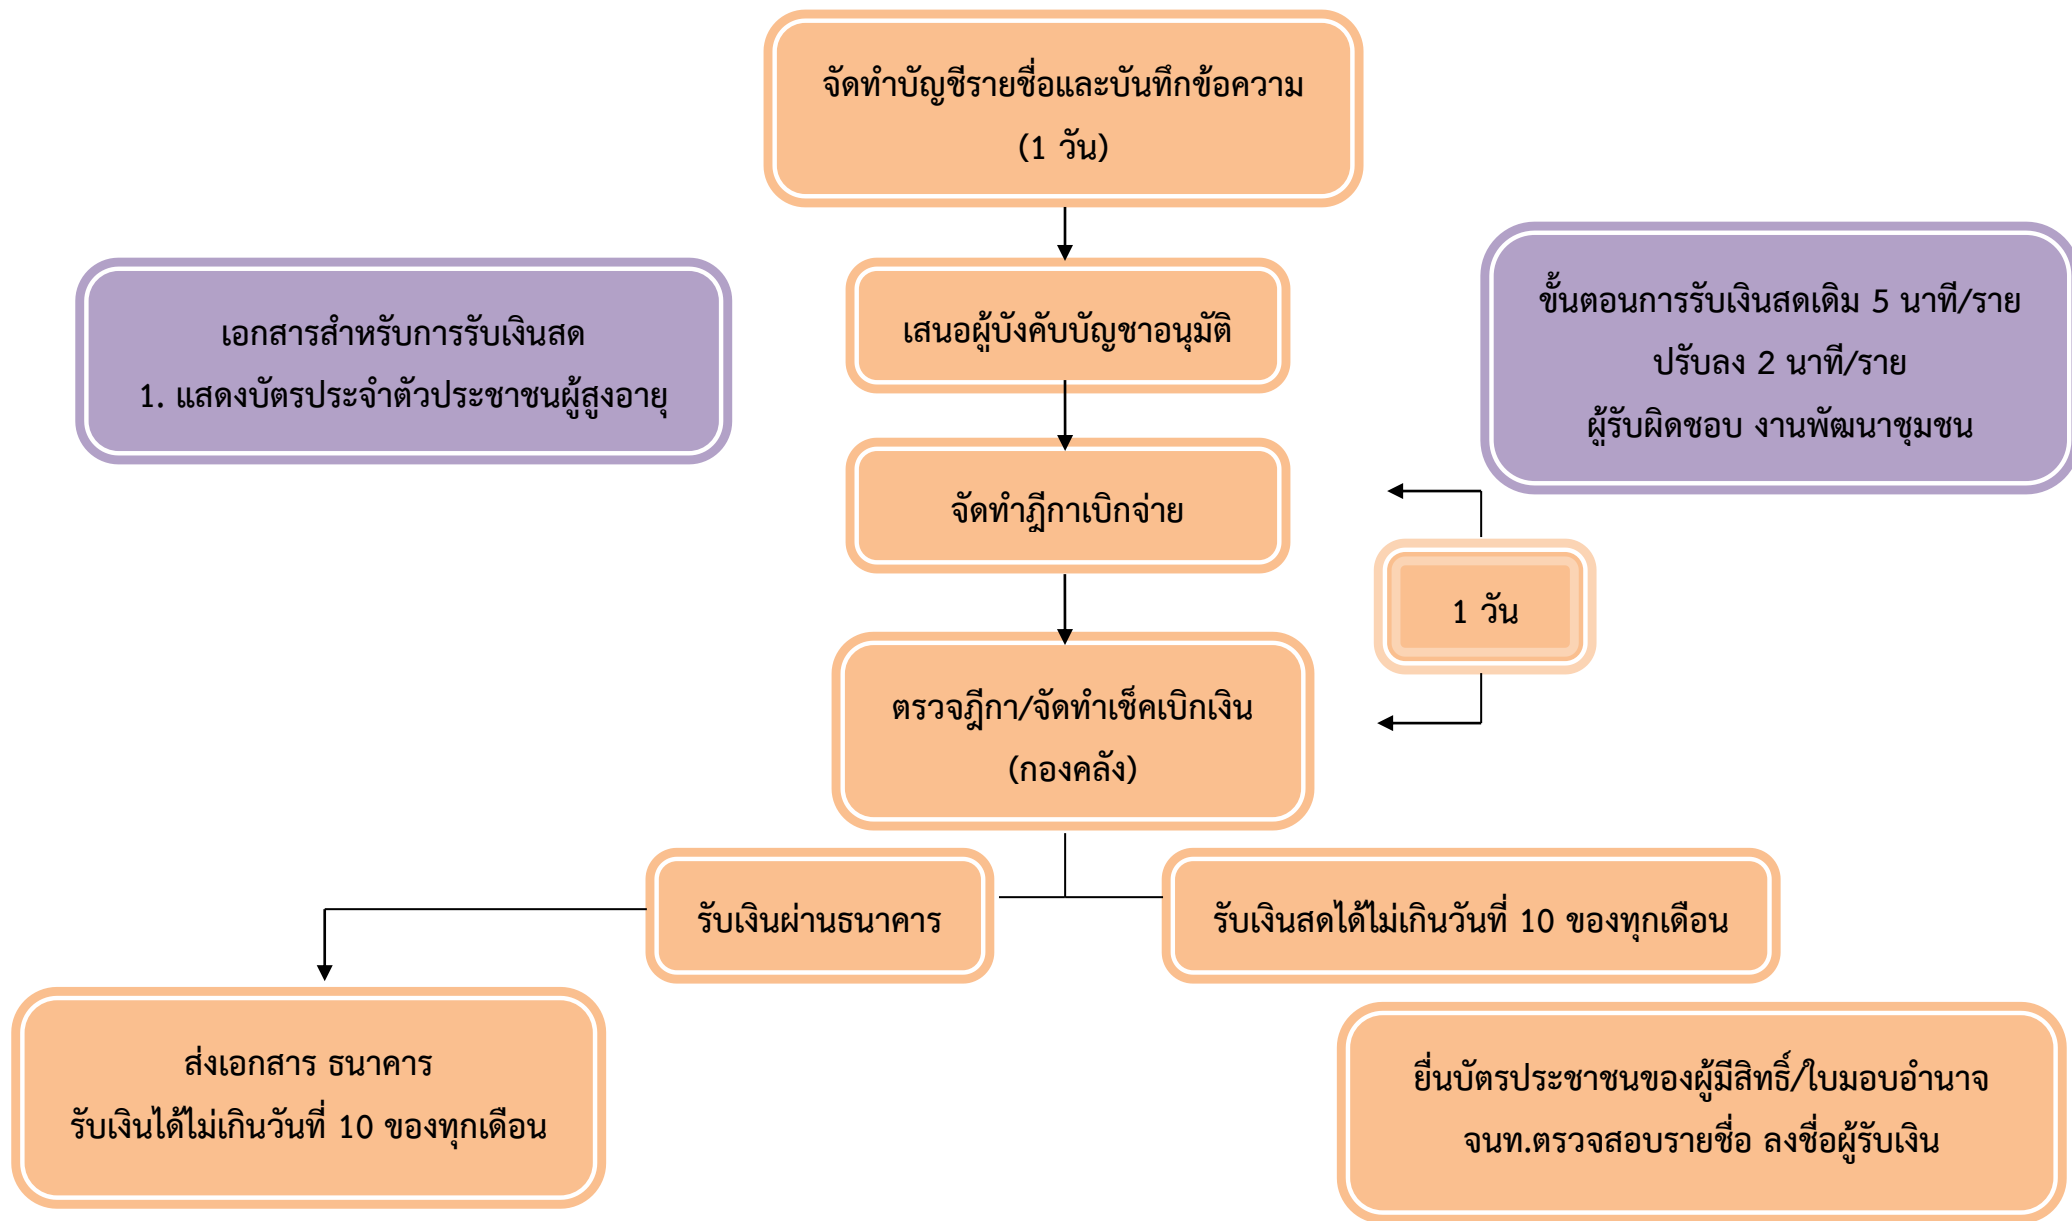 จัดทำบัญชีรายชื่อและบันทึกข้อความ
(1 วัน)
เอกสารสำหรับการรับเงินสด
1. แสดงบัตรประจำตัวประชาชนผู้สูงอายุ
เสนอผู้บังคับบัญชาอนุมัติ
ขั้นตอนการรับเงินสดเดิม 5 นาที/ราย
ปรับลง 2 นาที/ราย
ผู้รับผิดชอบ งานพัฒนาชุมชน
จัดทำฎีกาเบิกจ่าย
1 วัน
ตรวจฎีกา/จัดทำเช็คเบิกเงิน
(กองคลัง)
รับเงินผ่านธนาคาร
รับเงินสดได้ไม่เกินวันที่ 10 ของทุกเดือน
ส่งเอกสาร ธนาคาร
รับเงินได้ไม่เกินวันที่ 10 ของทุกเดือน
ยื่นบัตรประชาชนของผู้มีสิทธิ์/ใบมอบอำนาจ
จนท.ตรวจสอบรายชื่อ ลงชื่อผู้รับเงิน